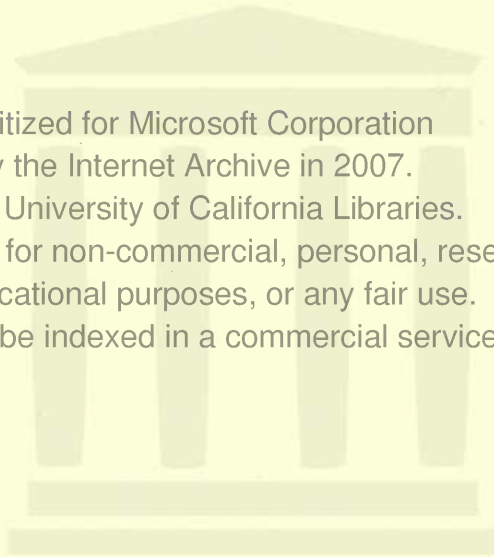 itized for Microsoft Corporation
the Internet Archive in 2007.
University of California Libraries.
for non-commercial, personal, rese
cational purposes, or any fair use.
be indexed in a commercial service